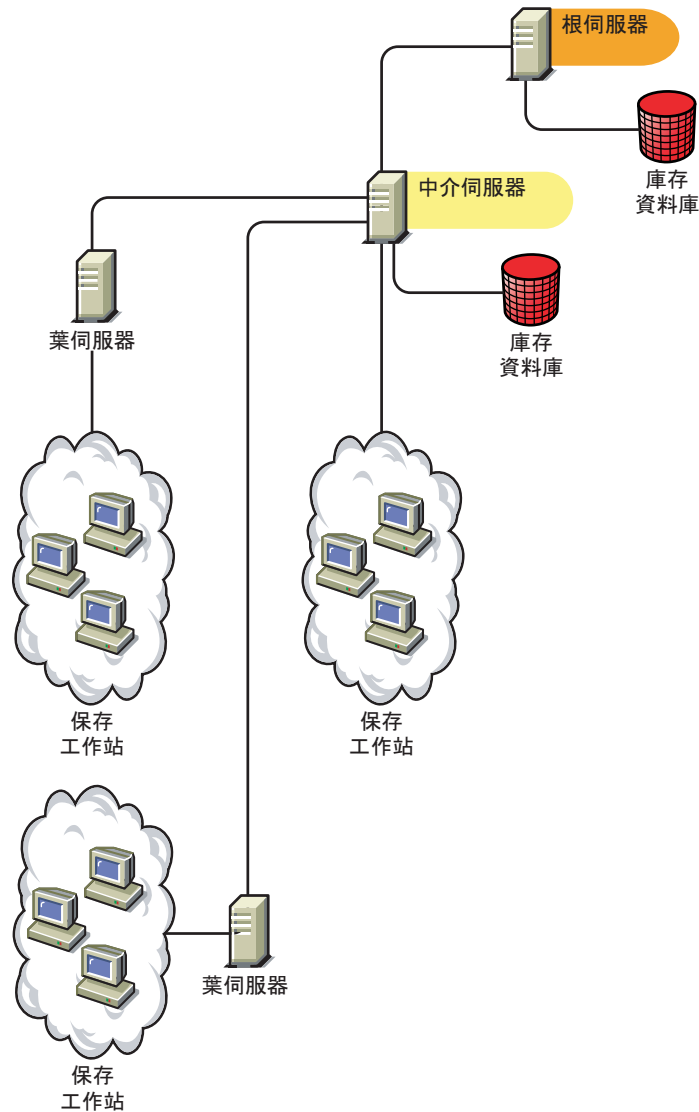 根伺服器
庫存
資料庫
中介伺服器
庫存
資料庫
葉伺服器
保存
工作站
保存
工作站
葉伺服器
保存
工作站